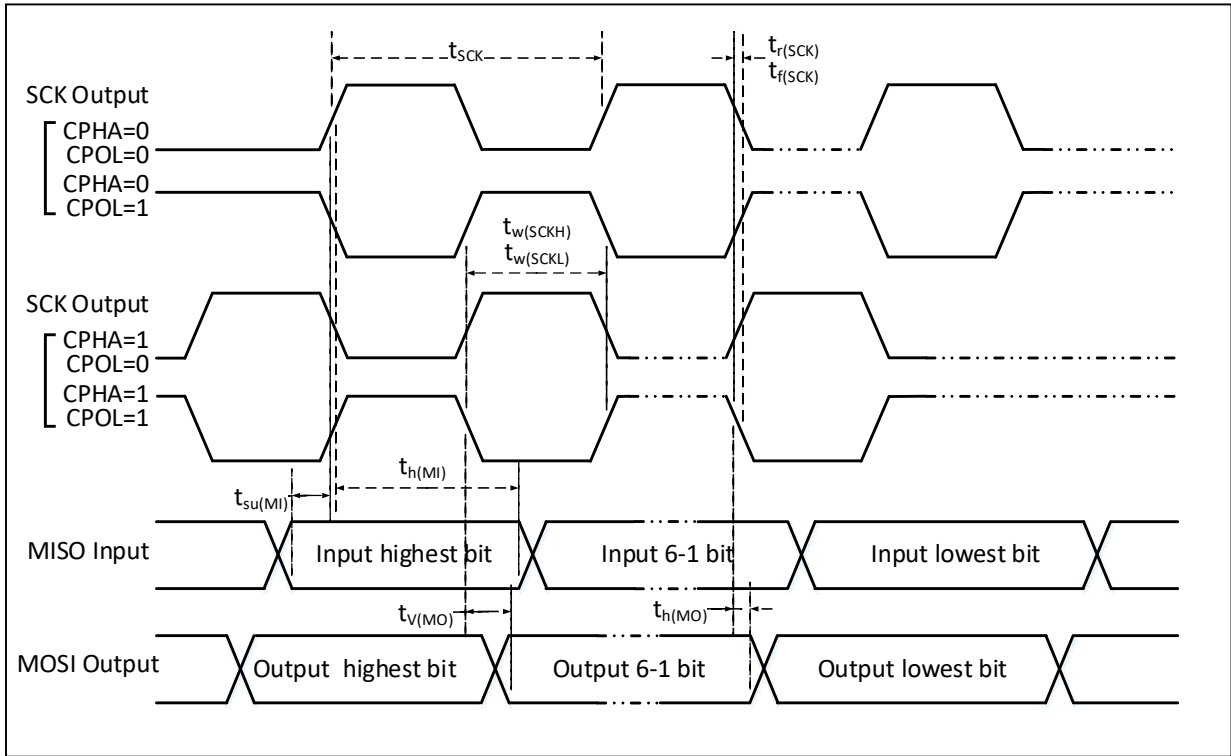 tSCK
tr(SCK)
tf(SCK)
SCK Output
CPHA=0
CPOL=0
CPHA=0
CPOL=1
tw(SCKH)
tw(SCKL)
SCK Output
CPHA=1
CPOL=0
CPHA=1
CPOL=1
th(MI)
tsu(MI)
MISO Input
Input highest bit
Input 6-1 bit
Input lowest bit
tV(MO)
th(MO)
MOSI Output
Output highest bit
Output 6-1 bit
Output lowest bit